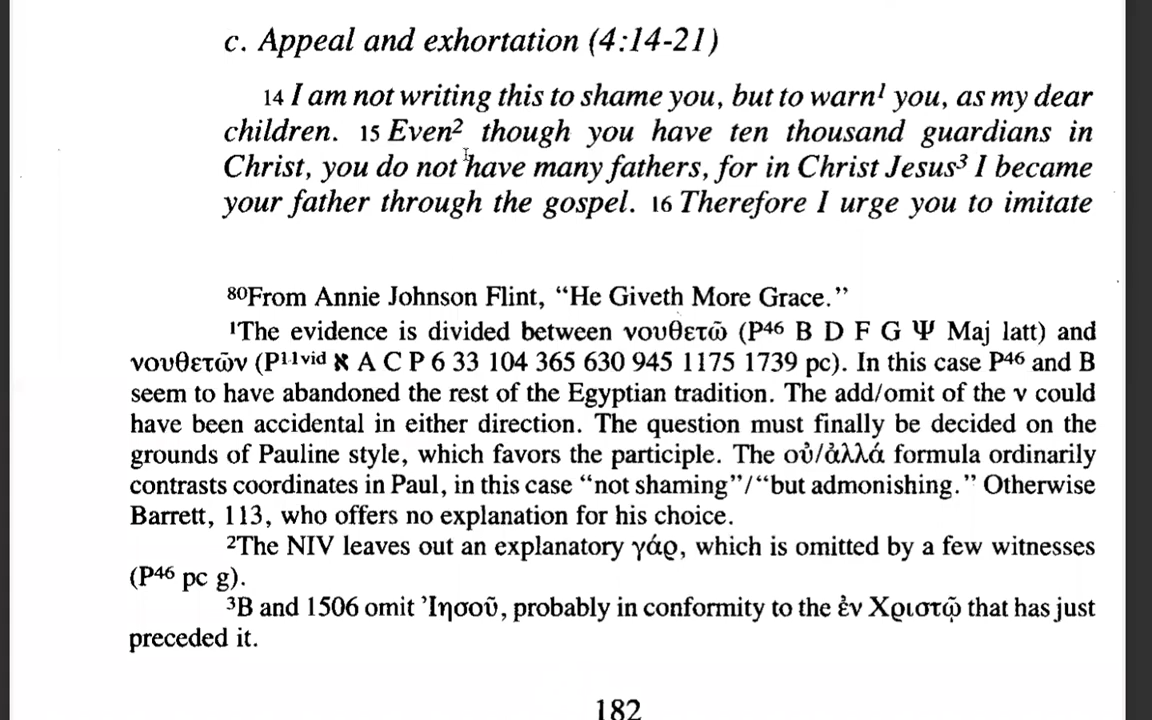 c. Appeal and exhortation (4:14-21)
14 I am not writing this to shame you, but to warn¹ you, as my dear
children. 15 Even² though you have ten thousand guardians in
Christ, you do not have many fathers, for in Christ Jesus³ I became
your father through the gospel. 16 Therefore I urge you to imitate
⁸⁰From Annie Johnson Flint, “He Giveth More Grace.”
¹The evidence is divided between νουθετῶ (P⁴⁶ B D F G Ψ Maj latt) and
νουθετῶν (P¹¹ᵛⁱᵈ ℵ A C P 6 33 104 365 630 945 1175 1739 pc). In this case P⁴⁶ and B
seem to have abandoned the rest of the Egyptian tradition. The add/omit of the ν could
have been accidental in either direction. The question must finally be decided on the
grounds of Pauline style, which favors the participle. The οὐ/ἀλλά formula ordinarily
contrasts coordinates in Paul, in this case “not shaming”/“but admonishing.” Otherwise
Barrett, 113, who offers no explanation for his choice.
²The NIV leaves out an explanatory γάρ, which is omitted by a few witnesses
(P⁴⁶ pc g).
³B and 1506 omit Ἰησοῦ, probably in conformity to the ἐν Χριστῷ that has just
preceded it.
182